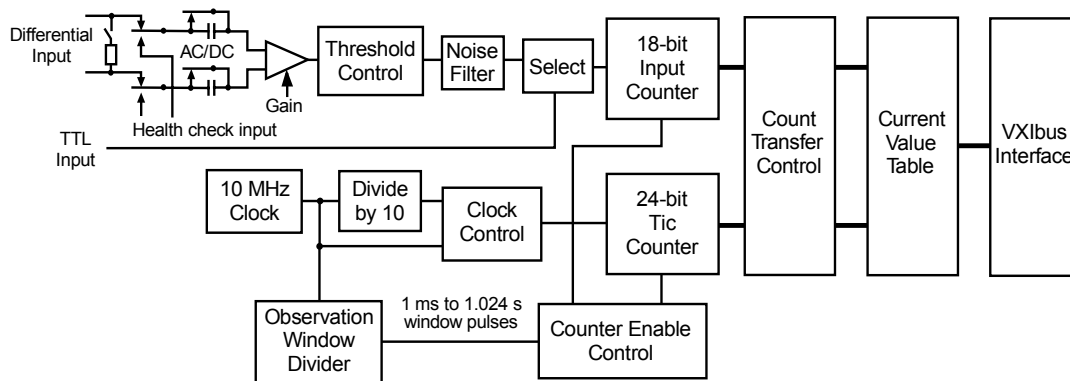 Differential
Input
AC/DC
Gain
Health check input
TTL
Input
Threshold
Control
Noise
Filter
Select
18-bit
Input
Counter
Count
Transfer
Control
Current
Value
Table
VXIbus
Interface
10 MHz
Clock
Divide
by 10
Clock
Control
24-bit
Tic
Counter
Observation
Window
Divider
1 ms to 1.024 s
window pulses
Counter Enable
Control